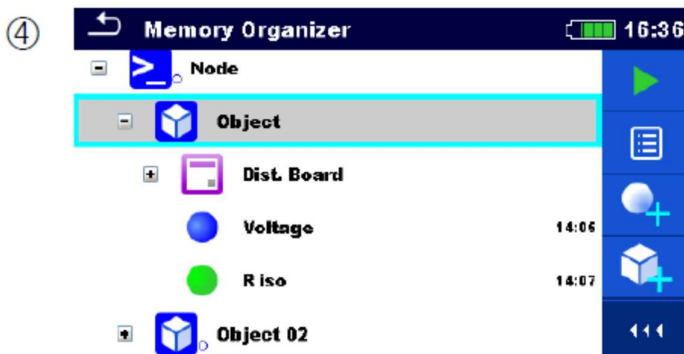 ④
Memory Organizer 16:36
Node
Object
Dist. Board
Voltage 14:06
R iso 14:07
Object 02